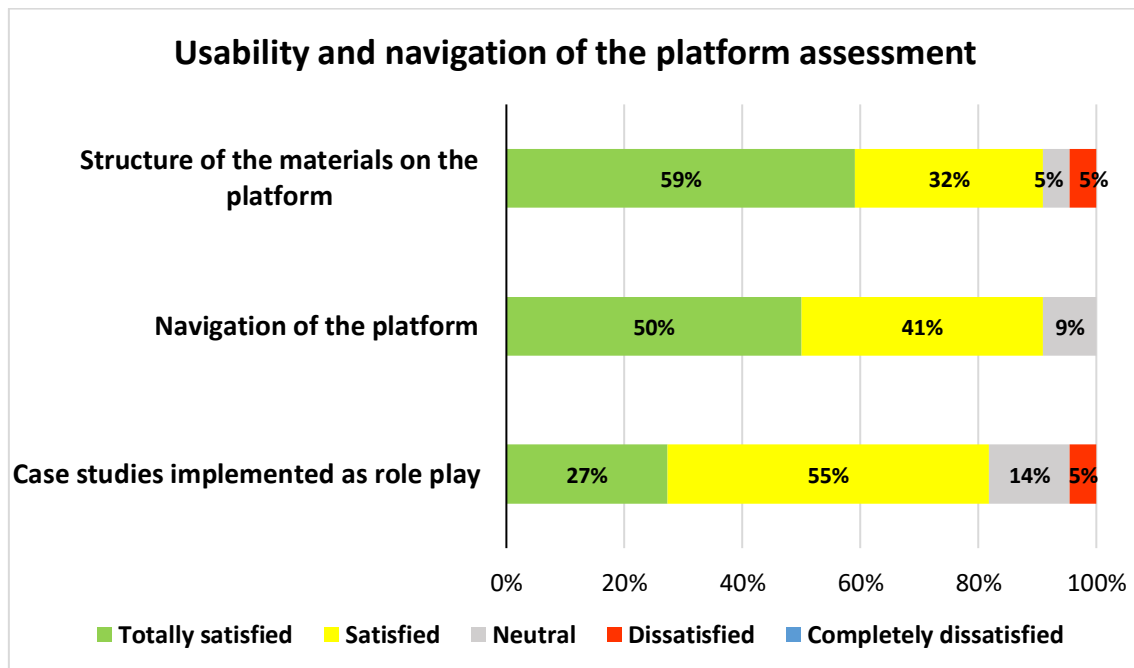 Usability and navigation of the platform assessment
Structure of the materials on the
platform
59% 32% 5% 5%
Navigation of the platform
50% 41% 9%
Case studies implemented as role play
27% 55% 14% 5%
0% 20% 40% 60% 80% 100%
Totally satisfied Satisfied Neutral Dissatisfied Completely dissatisfied